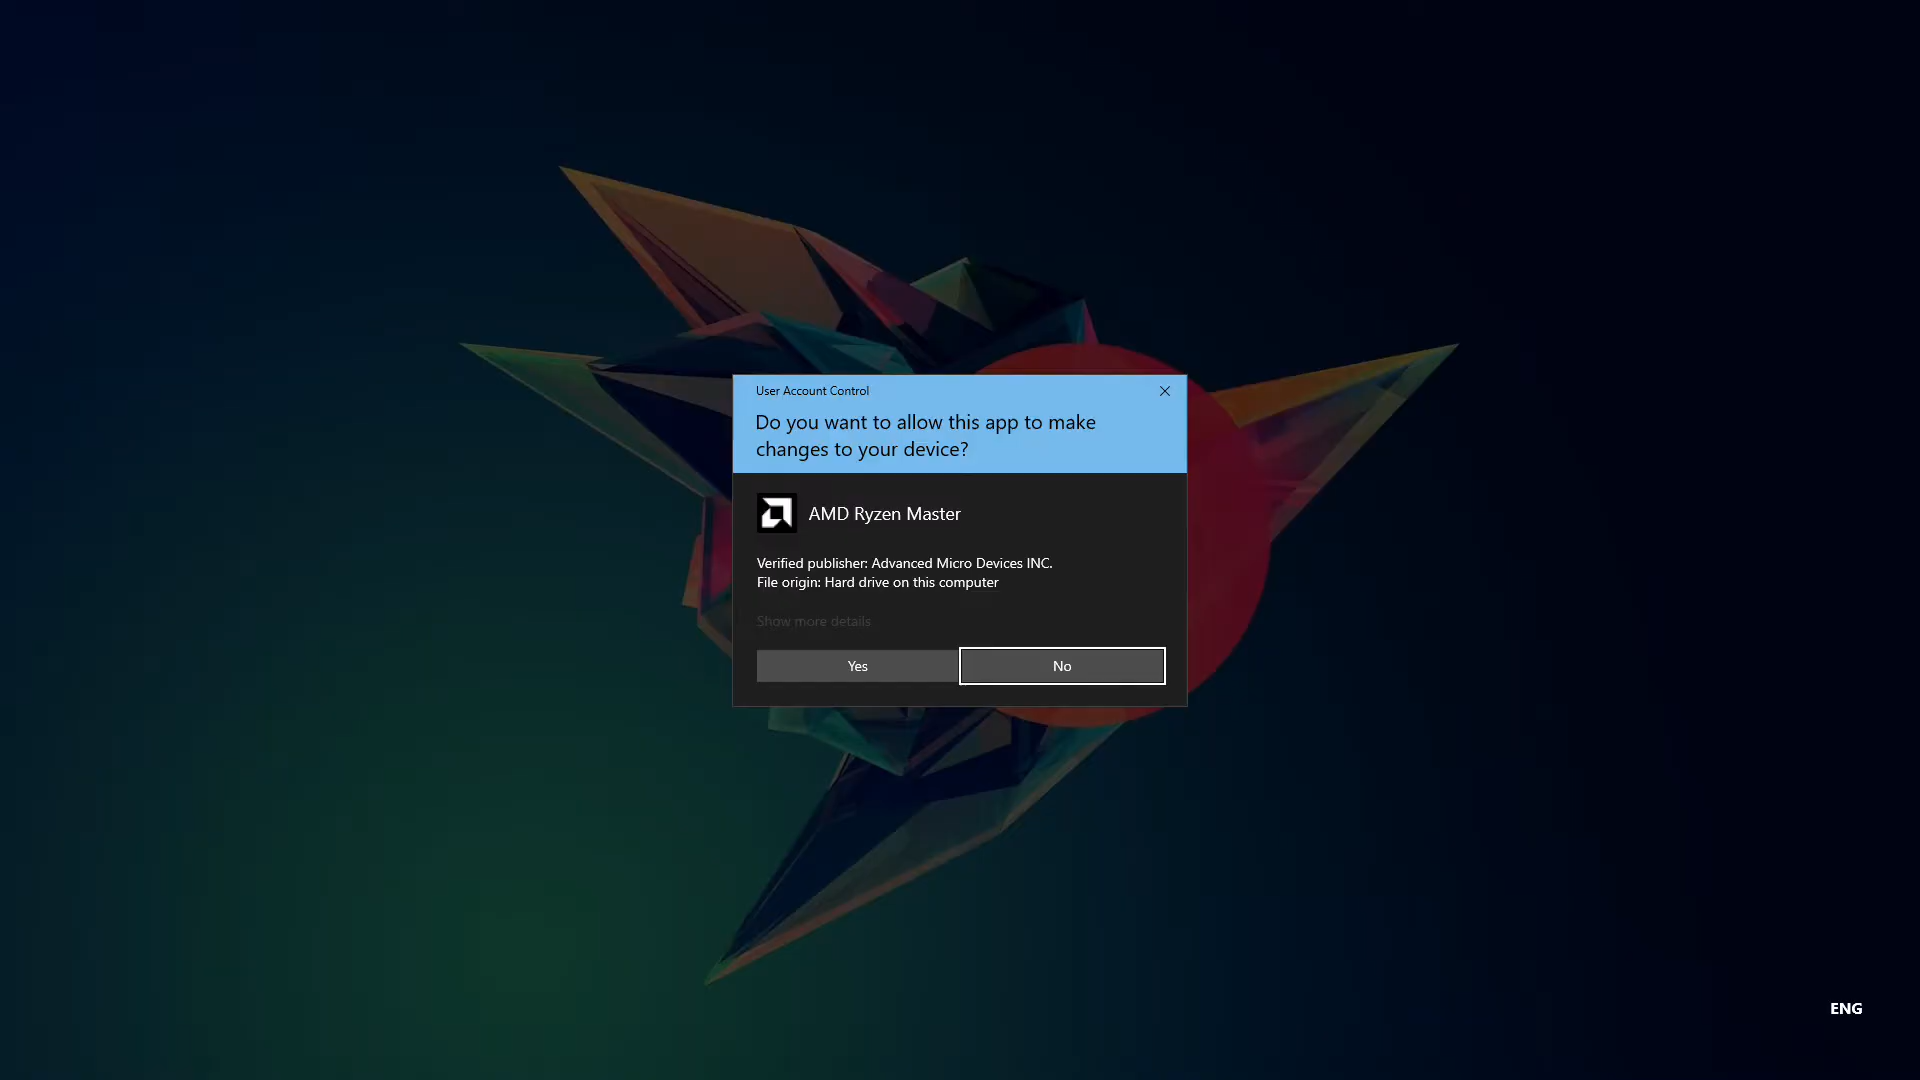 User Account Control
Do you want to allow this app to make
changes to your device?
AMD Ryzen Master
Verified publisher: Advanced Micro Devices INC.
File origin: Hard drive on this computer
Show more details
Yes
No
ENG